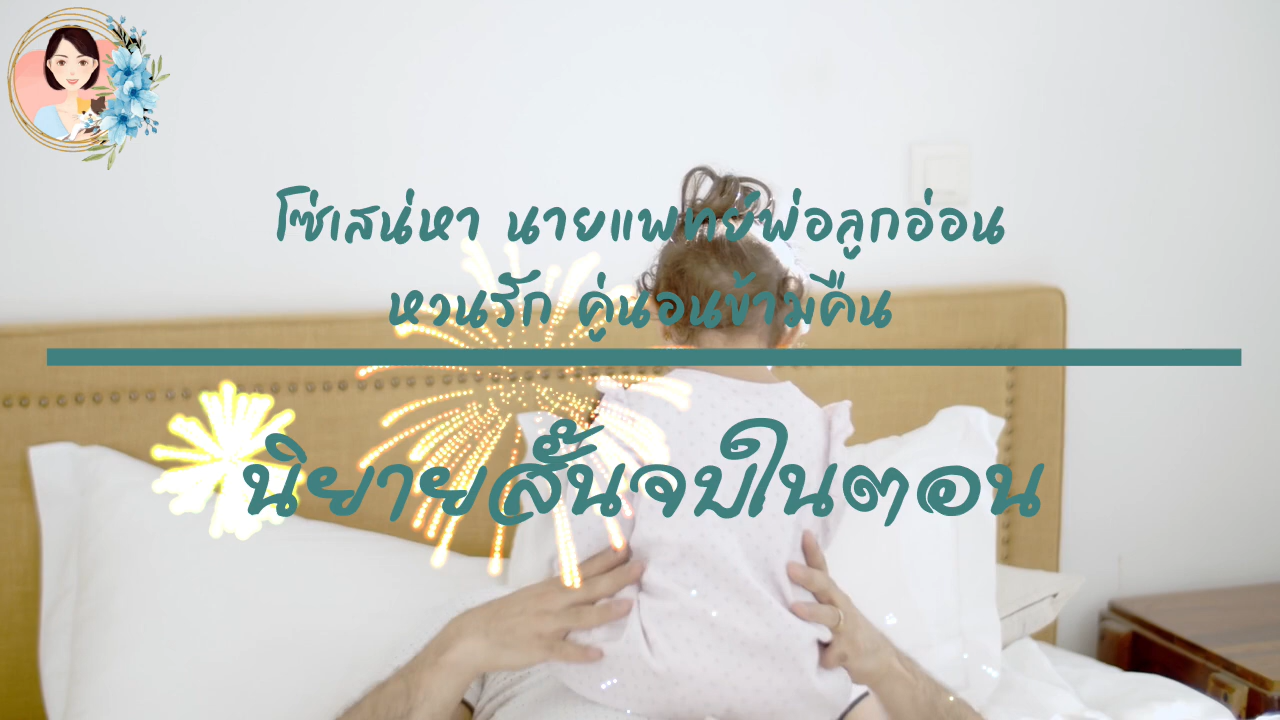 โซ่เสน่หา นายแพทย์พ่อลูกอ่อน
หวนรัก คู่นอนข้ามคืน
นิยายสั้นจบในตอน